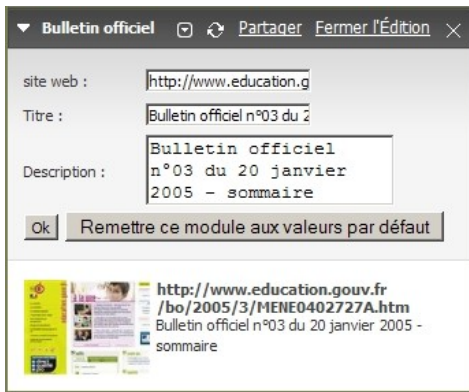 Bulletin officiel Partager Fermer l'Édition
site web : http://www.education.g
Titre : Bulletin officiel n°03 du 2
Description :
Bulletin officiel
n°03 du 20 janvier
2005 - sommaire
Ok Remettre ce module aux valeurs par défaut
http://www.education.gouv.fr
/bo/2005/3/MENE0402727A.htm
Bulletin officiel n°03 du 20 janvier 2005 -
sommaire